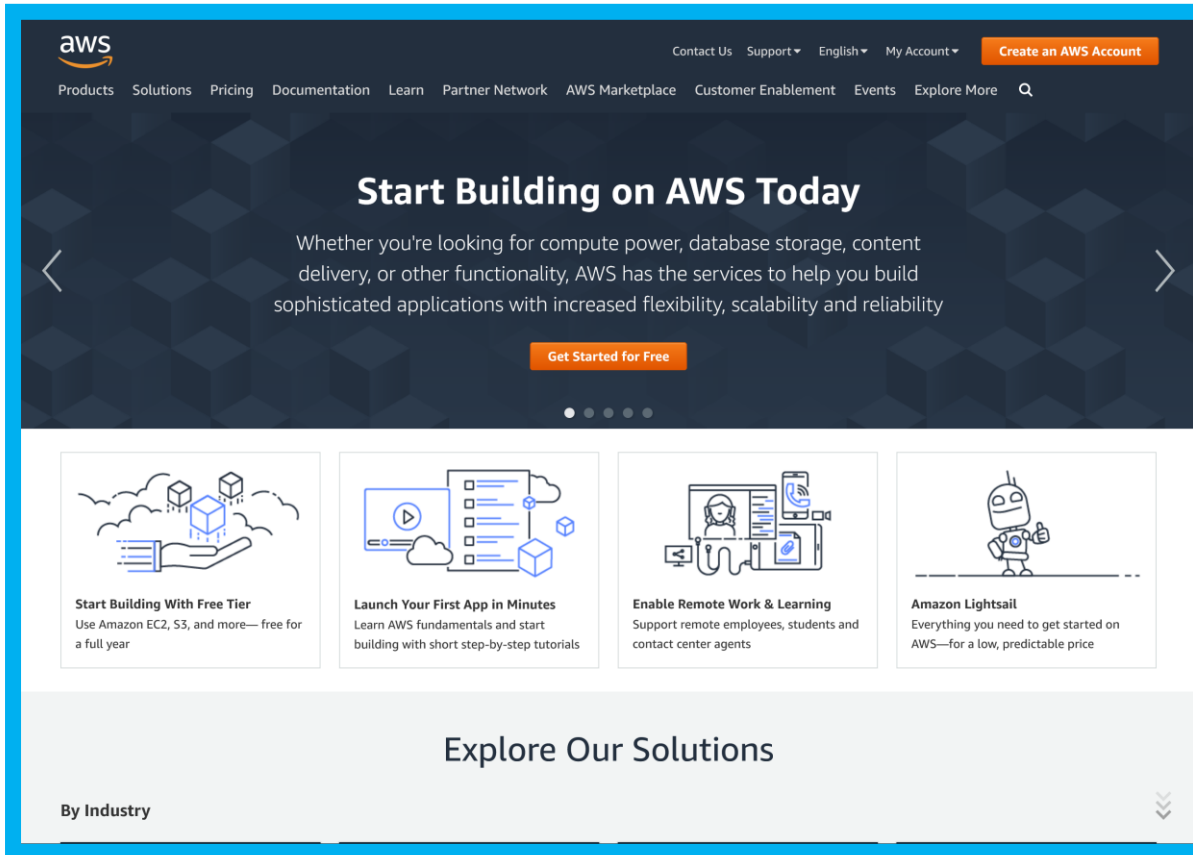 aws
Contact Us Support English My Account Create an AWS Account
Products Solutions Pricing Documentation Learn Partner Network AWS Marketplace Customer Enablement Events Explore More
Start Building on AWS Today
Whether you're looking for compute power, database storage, content
delivery, or other functionality, AWS has the services to help you build
sophisticated applications with increased flexibility, scalability and reliability
Get Started for Free
Start Building With Free Tier
Use Amazon EC2, S3, and more— free for
a full year
Launch Your First App in Minutes
Learn AWS fundamentals and start
building with short step-by-step tutorials
Enable Remote Work & Learning
Support remote employees, students and
contact center agents
Amazon Lightsail
Everything you need to get started on
AWS—for a low, predictable price
Explore Our Solutions
By Industry